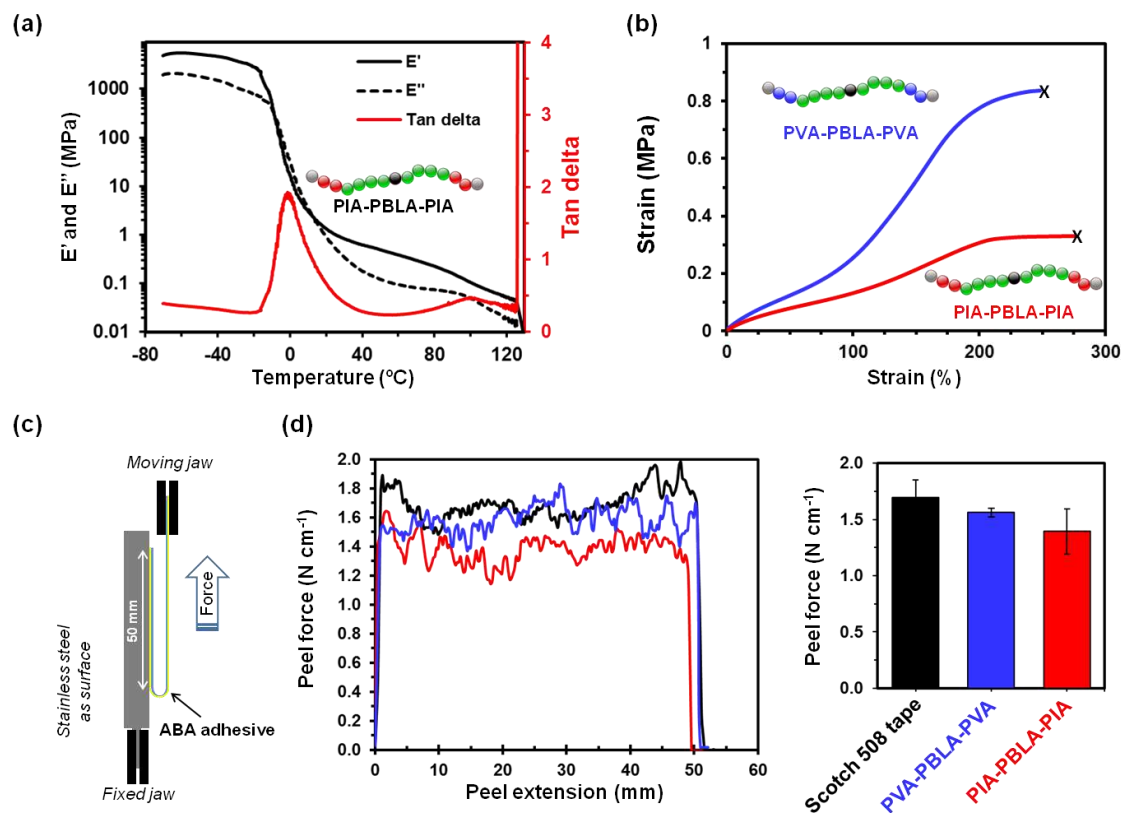 (a)
E' and E" (MPa)
1000
100
10
1
0.1
0.01
-80
-40
0
40
80
120
Temperature (ºC)
4
3
2
1
0
Tan delta
E'
E"
Tan delta
PIA-PBLA-PIA
(b)
Strain (MPa)
1
0.8
0.6
0.4
0.2
0
0
100
200
300
Strain (%)
PVA-PBLA-PVA
X
X
PIA-PBLA-PIA
(c)
Moving jaw
Stainless steel
as surface
50 mm
Force
ABA adhesive
Fixed jaw
(d)
Peel force (N cm⁻¹)
2.0
1.8
1.6
1.4
1.2
1.0
0.8
0.6
0.4
0.2
0.0
0
10
20
30
40
50
60
Peel extension (mm)
Peel force (N cm⁻¹)
2.0
1.5
1.0
0.5
0.0
Scotch 508 tape
PVA-PBLA-PVA
PIA-PBLA-PIA